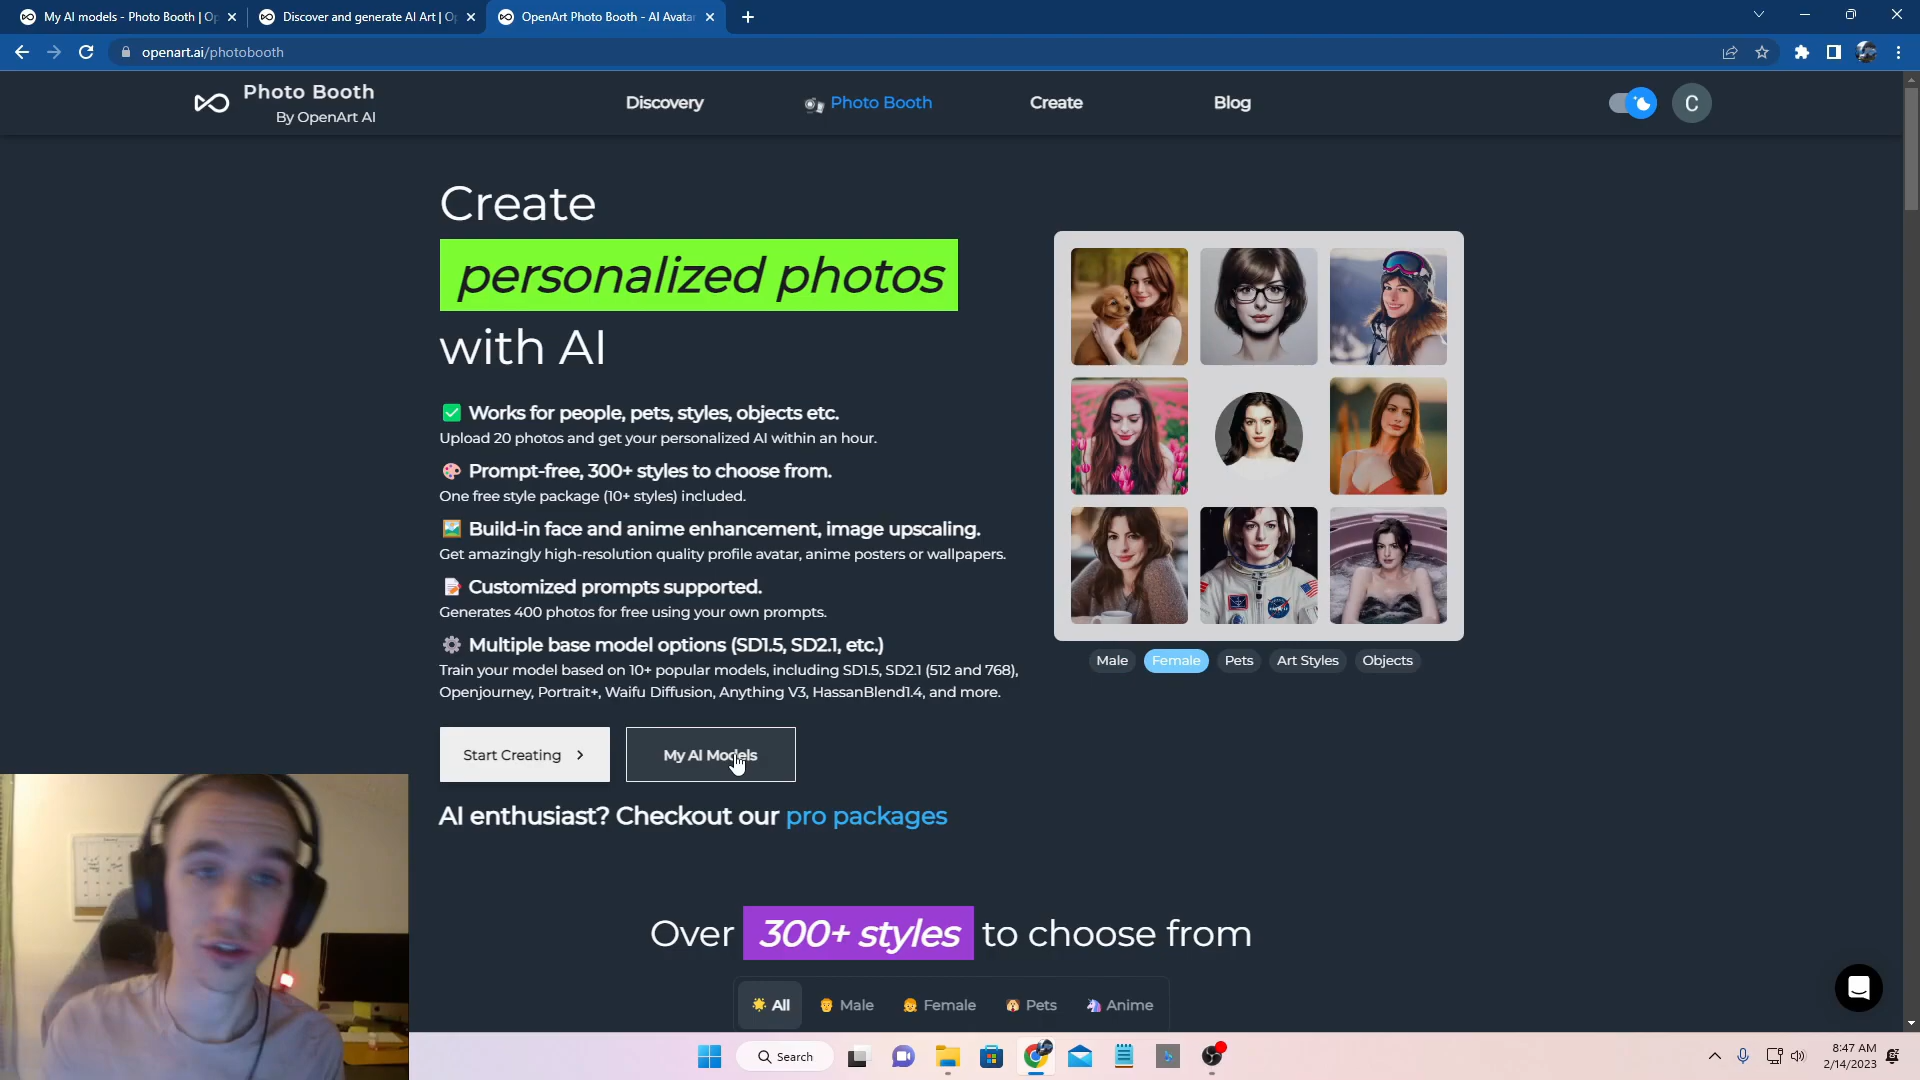 My AI models - Photo Booth | Op
Discover and generate AI Art | Op
OpenArt Photo Booth - AI Avatar
openart.ai/photobooth
Photo Booth
By OpenArt AI
Discovery
Photo Booth
Create
Blog
C
Create
personalized photos
with AI
Works for people, pets, styles, objects etc.
Upload 20 photos and get your personalized AI within an hour.
Prompt-free, 300+ styles to choose from.
One free style package (10+ styles) included.
Build-in face and anime enhancement, image upscaling.
Get amazingly high-resolution quality profile avatar, anime posters or wallpapers.
Customized prompts supported.
Generates 400 photos for free using your own prompts.
Multiple base model options (SD1.5, SD2.1, etc.)
Train your model based on 10+ popular models, including SD1.5, SD2.1 (512 and 768),
Openjourney, Portrait+, Waifu Diffusion, Anything V3, HassanBlend1.4, and more.
Male
Female
Pets
Art Styles
Objects
Start Creating
My AI Models
AI enthusiast? Checkout our pro packages
Over 300+ styles to choose from
All
Male
Female
Pets
Anime
Search
8:47 AM
2/14/2023